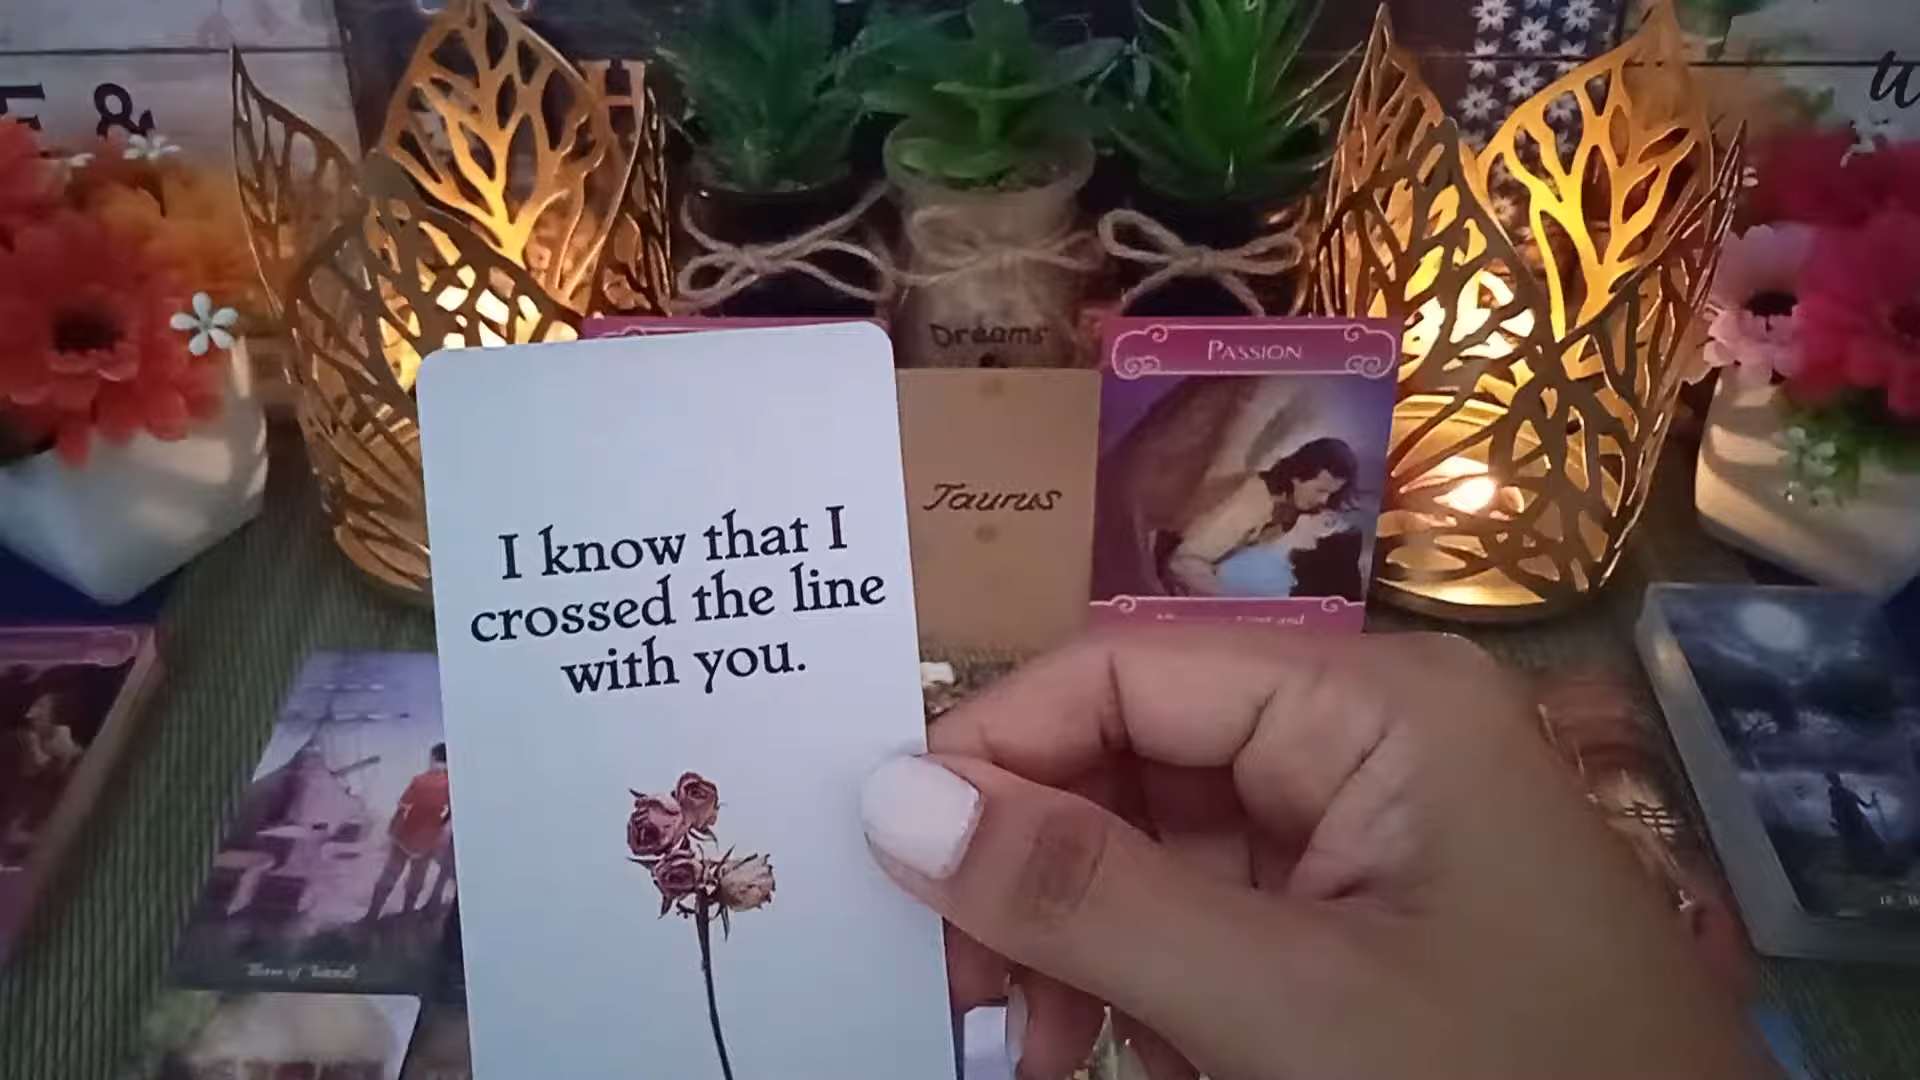 &
H
w
Dreams
&
PASSION
Taurus
I know that I
crossed the line
with you.